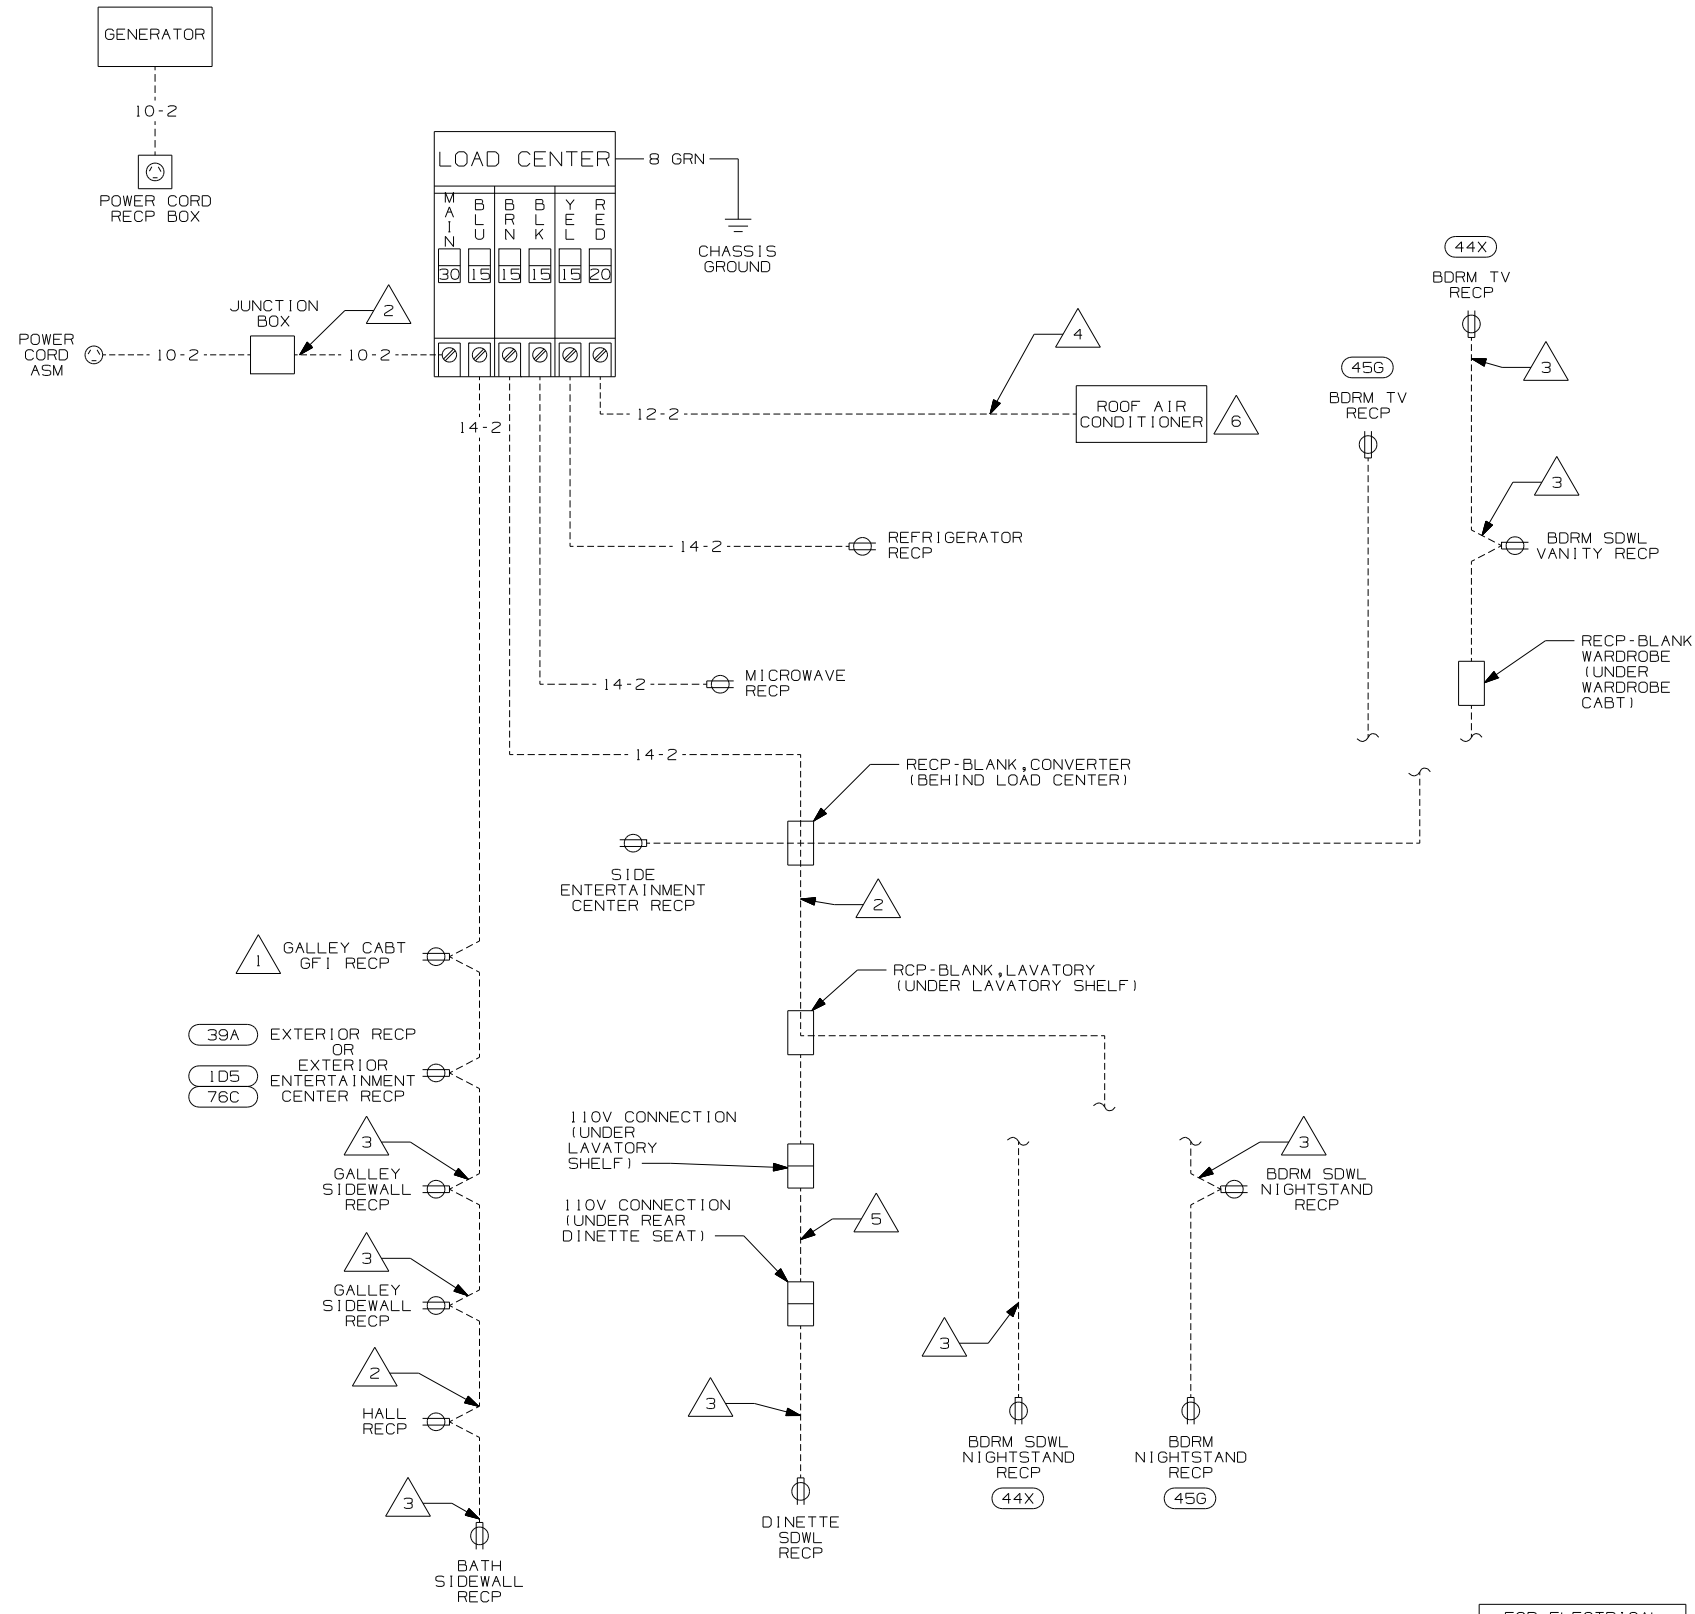 GENERATOR
10-2
POWER CORD
RECP BOX
LOAD CENTER
8 GRN
CHASSIS
GROUND
MAIN
BLU
BRN
BLK
YEL
RED
30
15
15
15
15
20
JUNCTION
BOX
2
POWER
CORD
ASM
10-2
10-2
14-2
12-2
4
ROOF AIR
CONDITIONER
6
44X
BDRM TV
RECP
3
45G
BDRM TV
RECP
3
BDRM SDWL
VANITY RECP
14-2
REFRIGERATOR
RECP
RECP-BLANK
WARDROBE
(UNDER
WARDROBE
CABT)
14-2
MICROWAVE
RECP
14-2
RECP-BLANK,CONVERTER
(BEHIND LOAD CENTER)
SIDE
ENTERTAINMENT
CENTER RECP
2
1
GALLEY CABT
GFI RECP
RCP-BLANK,LAVATORY
(UNDER LAVATORY SHELF)
39A
EXTERIOR RECP
OR
EXTERIOR
ENTERTAINMENT
CENTER RECP
1D5
76C
3
GALLEY
SIDEWALL
RECP
110V CONNECTION
(UNDER
LAVATORY
SHELF)
3
BDRM SDWL
NIGHTSTAND
RECP
110V CONNECTION
(UNDER REAR
DINETTE SEAT)
5
3
GALLEY
SIDEWALL
RECP
3
2
HALL
RECP
3
BDRM SDWL
NIGHTSTAND
RECP
44X
BDRM
NIGHTSTAND
RECP
45G
3
BATH
SIDEWALL
RECP
DINETTE
SDWL
RECP
FOR ELECTRICAL